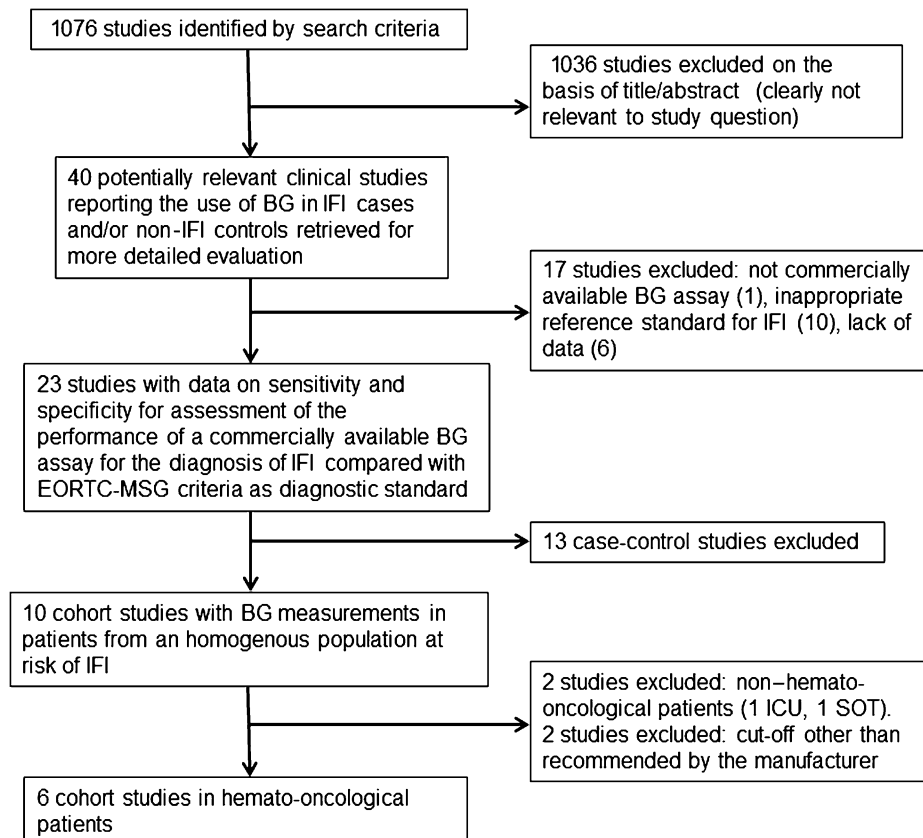 1076 studies identified by search criteria
1036 studies excluded on the
basis of title/abstract (clearly not
relevant to study question)
40 potentially relevant clinical studies
reporting the use of BG in IFI cases
and/or non-IFI controls retrieved for
more detailed evaluation
17 studies excluded: not commercially
available BG assay (1), inappropriate
reference standard for IFI (10), lack of
data (6)
23 studies with data on sensitivity and
specificity for assessment of the
performance of a commercially available BG
assay for the diagnosis of IFI compared with
EORTC-MSG criteria as diagnostic standard
13 case-control studies excluded
10 cohort studies with BG measurements in
patients from an homogenous population at
risk of IFI
2 studies excluded: non–hemato-
oncological patients (1 ICU, 1 SOT).
2 studies excluded: cut-off other than
recommended by the manufacturer
6 cohort studies in hemato-oncological
patients